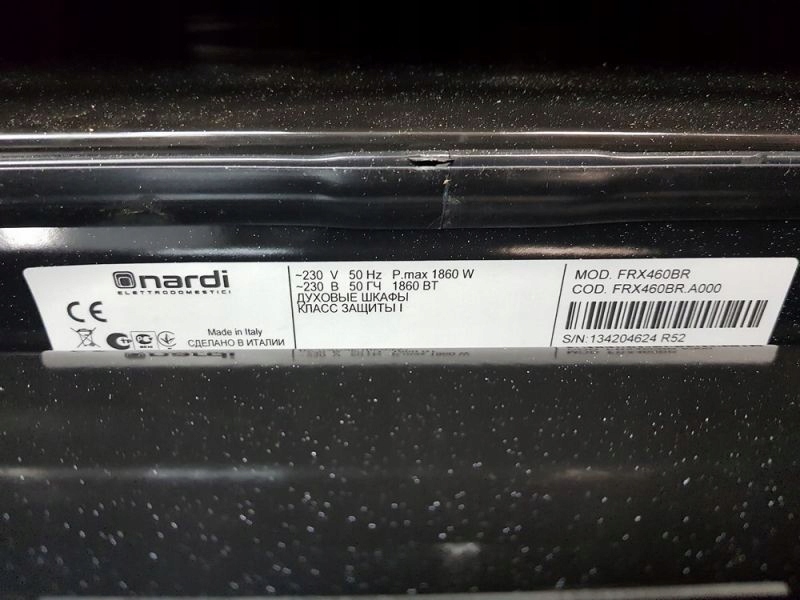 nardi
ELETTRODOMESTICI
CE
Made in Italy
СДЕЛАНО В ИТАЛИИ
~230 V 50 Hz P.max 1860 W
~230 В 50 ГЧ 1860 ВТ
ДУХОВЫЕ ШКАФЫ
КЛАСС ЗАЩИТЫ I
MOD. FRX460BR
COD. FRX460BR.A000
S/N:134204624 R52